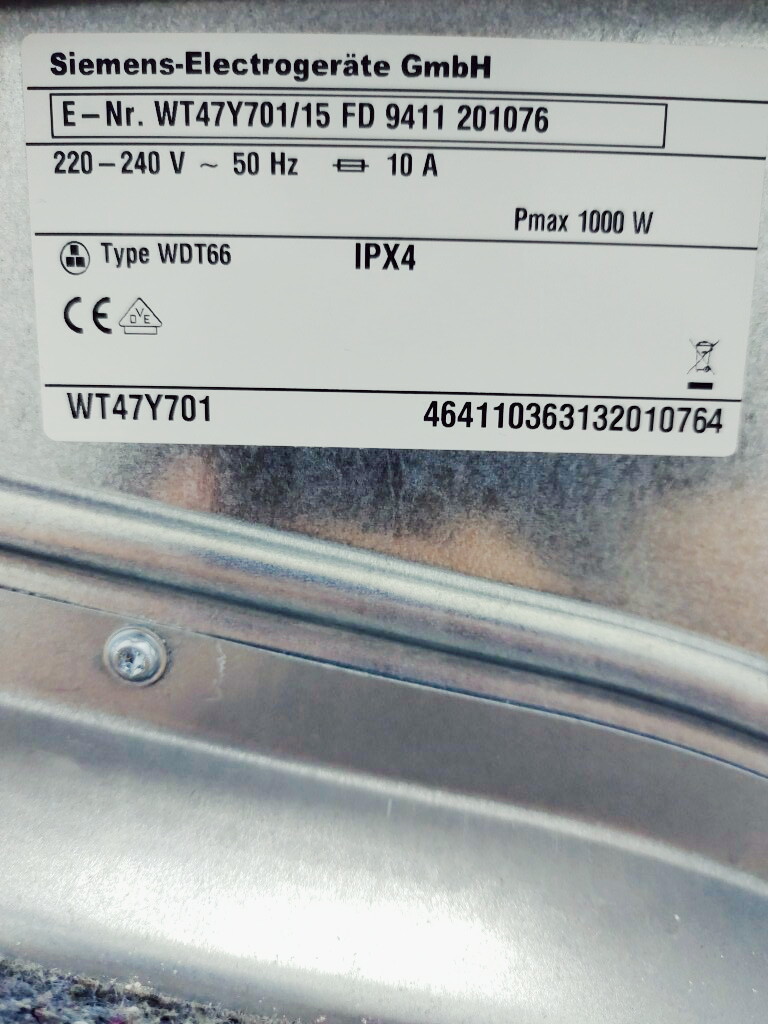 Siemens-Electrogeräte GmbH
E-Nr. WT47Y701/15 FD 9411 201076
220-240 V ~ 50 Hz 10 A
Pmax 1000 W
Type WDT66 IPX4
CE DVE
WT47Y701 464110363132010764